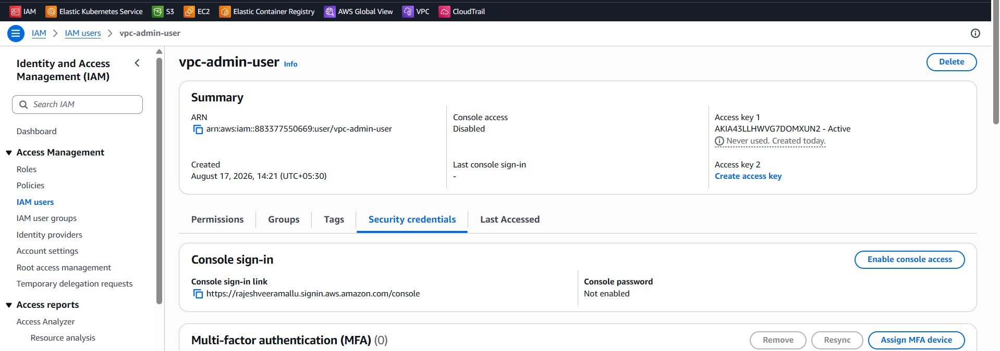 IAM Elastic Kubernetes Service S3 EC2 Elastic Container Registry AWS Global View VPC CloudTrail
IAM > IAM users > vpc-admin-user
Identity and Access Management (IAM)
Search IAM
Dashboard
Access Management
Roles
Policies
IAM users
IAM user groups
Identity providers
Account settings
Root access management
Temporary delegation requests
Access reports
Access Analyzer
Resource analysis
vpc-admin-user Info
Delete
Summary
ARN
arn:aws:iam::883377550669:user/vpc-admin-user
Created
August 17, 2026, 14:21 (UTC+05:30)
Console access
Disabled
Last console sign-in
-
Access key 1
AKIA43LLHWVG7DOMXUN2 - Active
Never used. Created today.
Access key 2
Create access key
Permissions Groups Tags Security credentials Last Accessed
Console sign-in
Enable console access
Console sign-in link
https://rajeshveeramallu.signin.aws.amazon.com/console
Console password
Not enabled
Multi-factor authentication (MFA) (0)
Remove Resync Assign MFA device